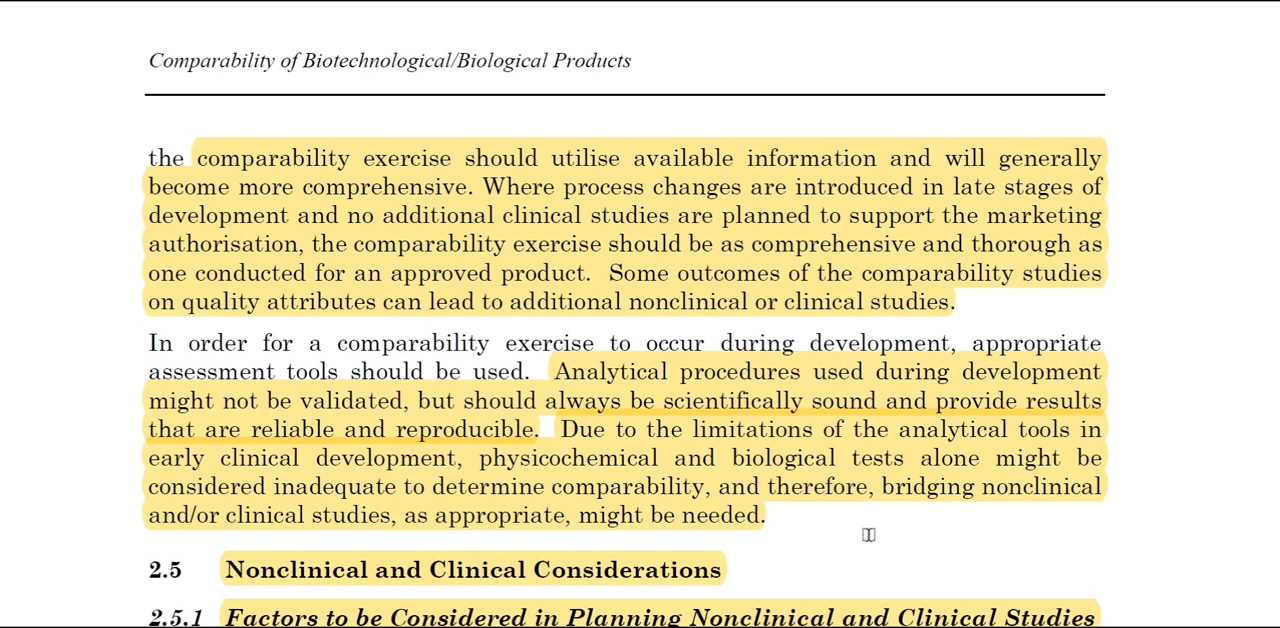 Comparability of Biotechnological/Biological Products
the comparability exercise should utilise available information and will generally
become more comprehensive. Where process changes are introduced in late stages of
development and no additional clinical studies are planned to support the marketing
authorisation, the comparability exercise should be as comprehensive and thorough as
one conducted for an approved product. Some outcomes of the comparability studies
on quality attributes can lead to additional nonclinical or clinical studies.
In order for a comparability exercise to occur during development, appropriate
assessment tools should be used. Analytical procedures used during development
might not be validated, but should always be scientifically sound and provide results
that are reliable and reproducible. Due to the limitations of the analytical tools in
early clinical development, physicochemical and biological tests alone might be
considered inadequate to determine comparability, and therefore, bridging nonclinical
and/or clinical studies, as appropriate, might be needed.
2.5 Nonclinical and Clinical Considerations
2.5.1 Factors to be Considered in Planning Nonclinical and Clinical Studies